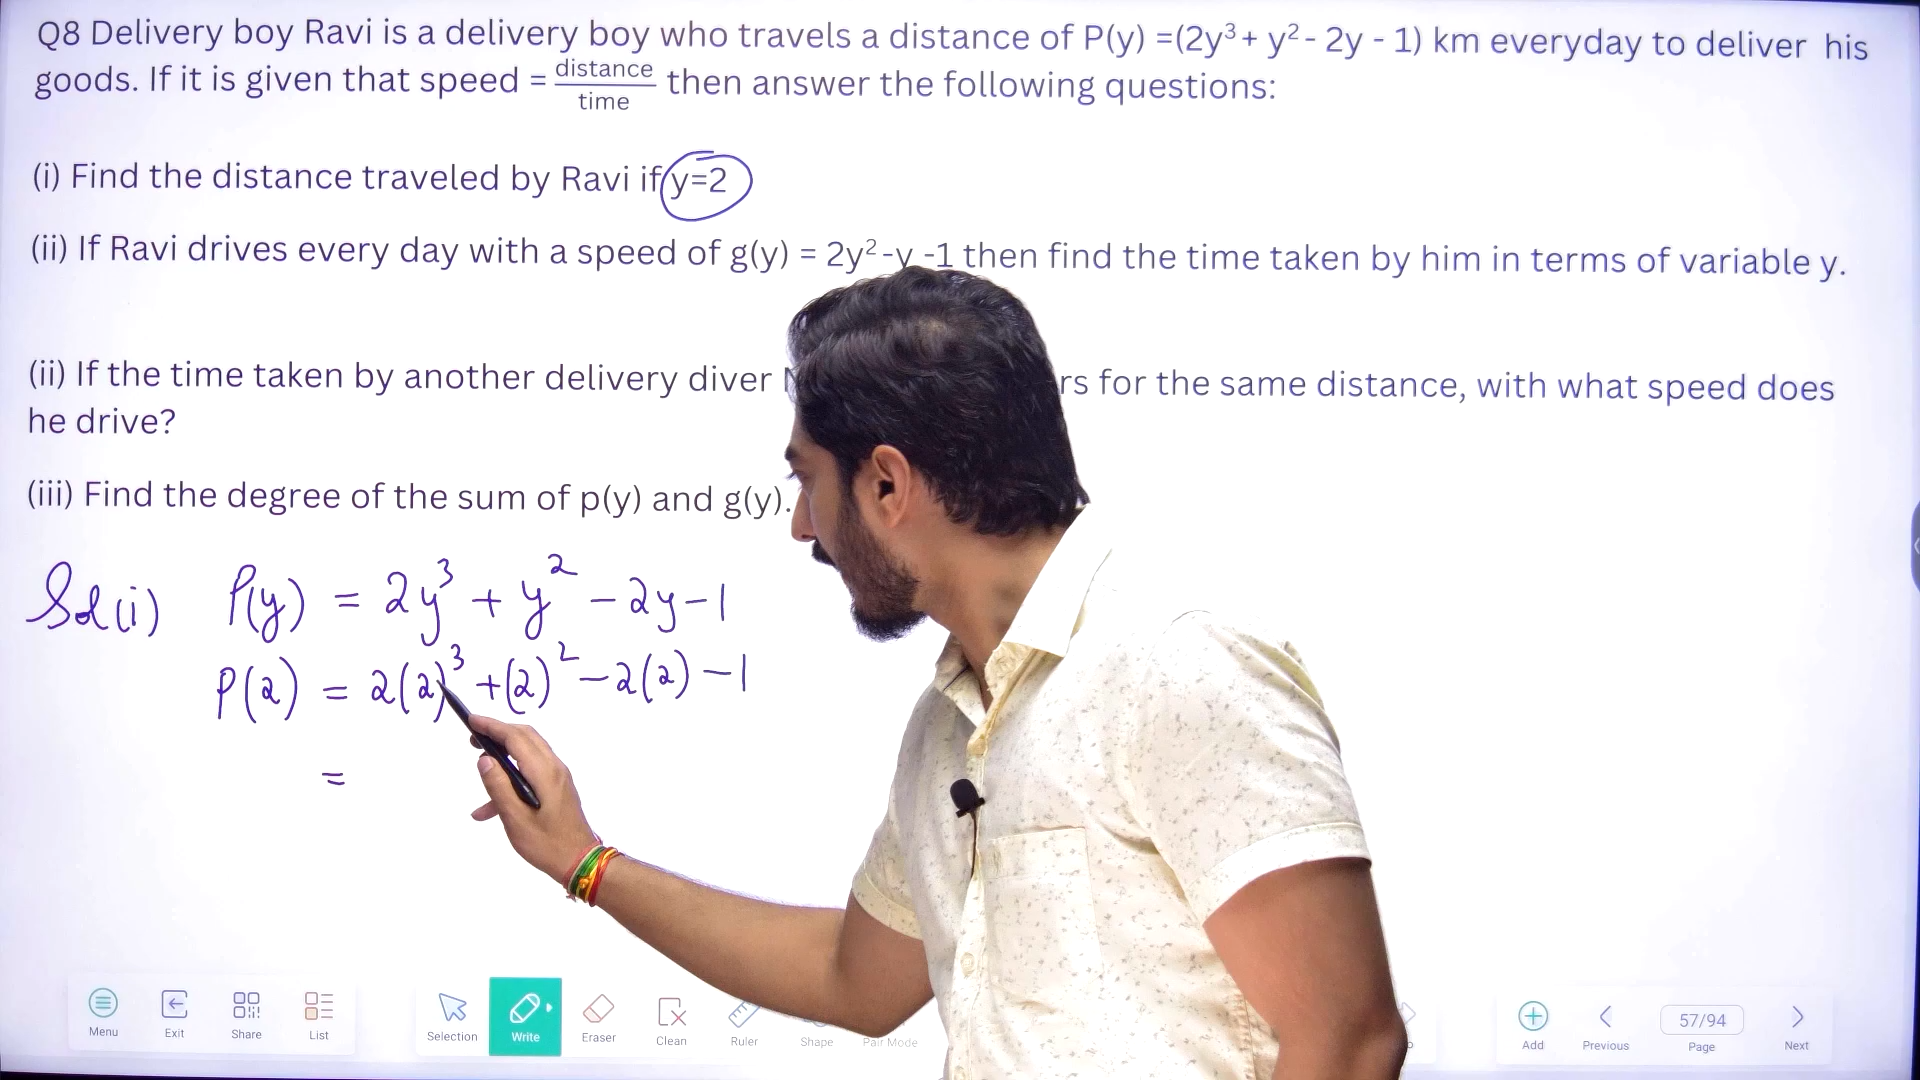 Q8 Delivery boy Ravi is a delivery boy who travels a distance of P(y) =(2y³+ y²- 2y - 1) km everyday to deliver his
goods. If it is given that speed = distance/time then answer the following questions:
(i) Find the distance traveled by Ravi if y=2
(ii) If Ravi drives every day with a speed of g(y) = 2y²-y -1 then find the time taken by him in terms of variable y.
(ii) If the time taken by another delivery diver rs for the same distance, with what speed does
he drive?
(iii) Find the degree of the sum of p(y) and g(y).
Sol(i) P(y) = 2y³ + y² - 2y - 1
P(2) = 2(2)³ + (2)² - 2(2) - 1
=
Menu Exit Share List Selection Write Eraser Clean Ruler Shape Pair Mode Add Previous 57/94 Page Next